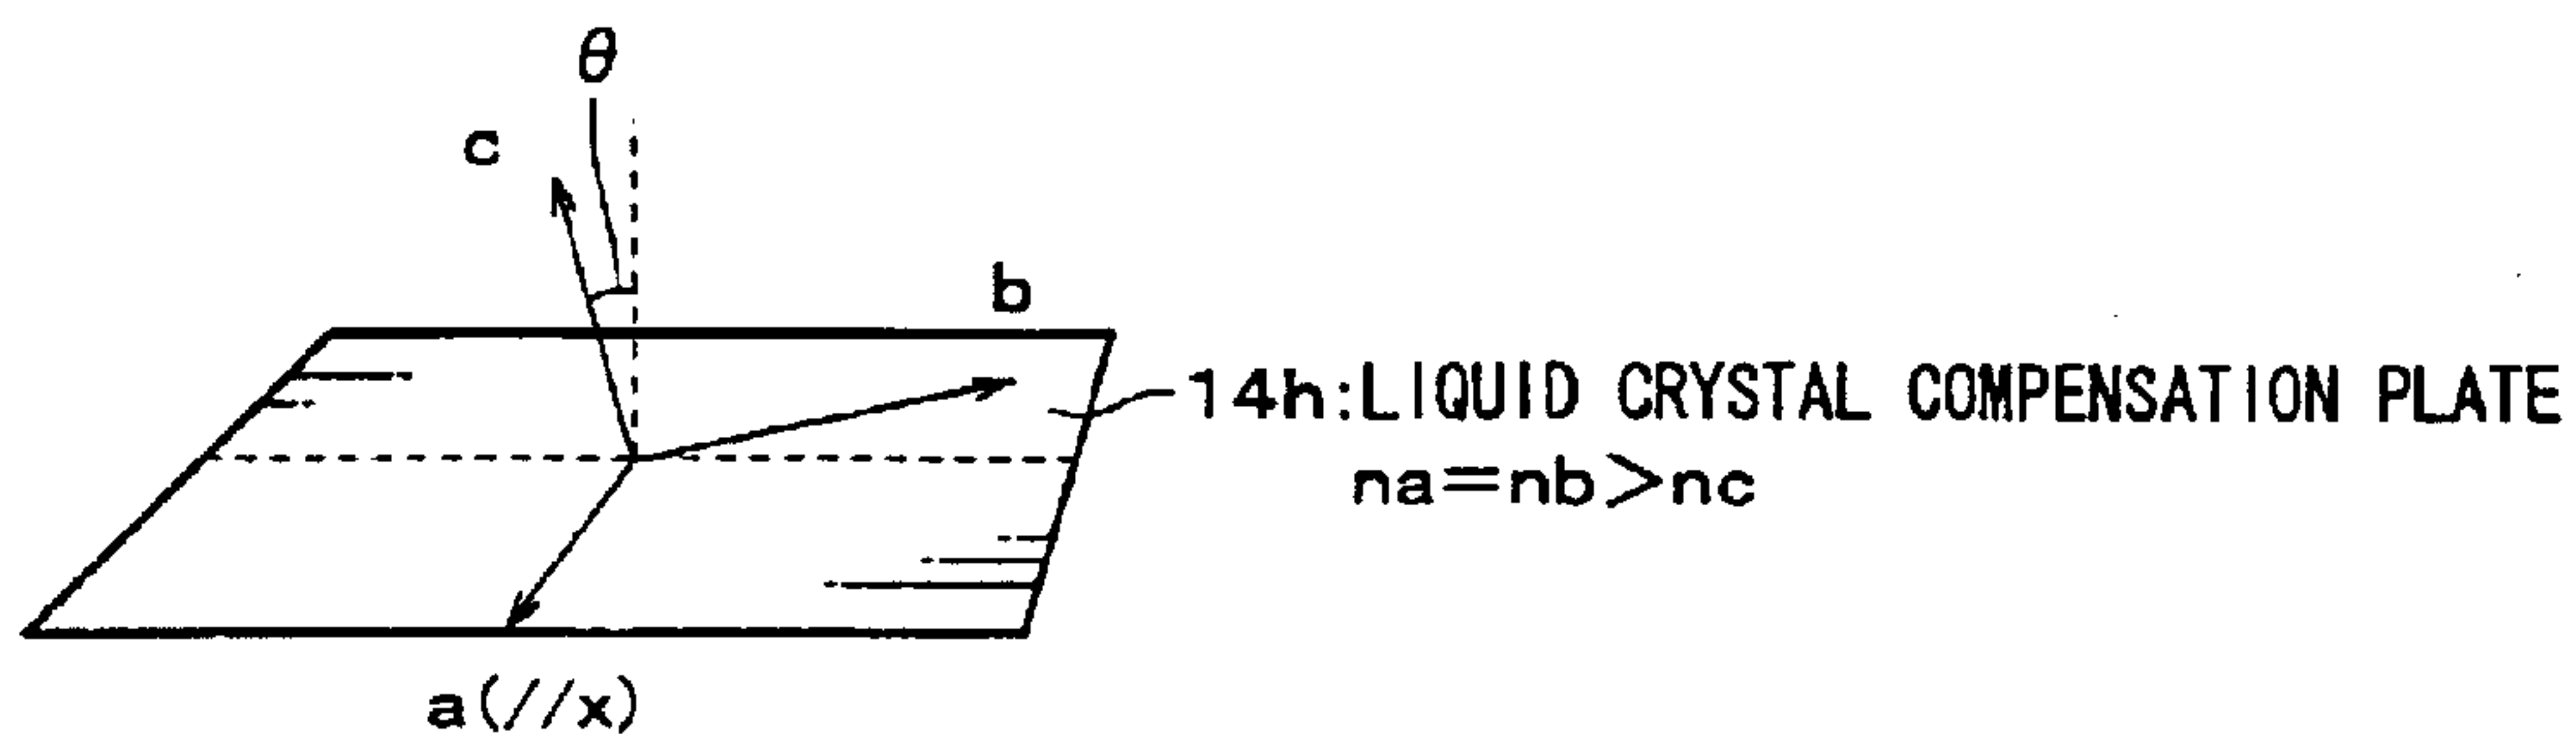 θ
c
b
14h:LIQUID CRYSTAL COMPENSATION PLATE
na=nb>nc
a(//x)